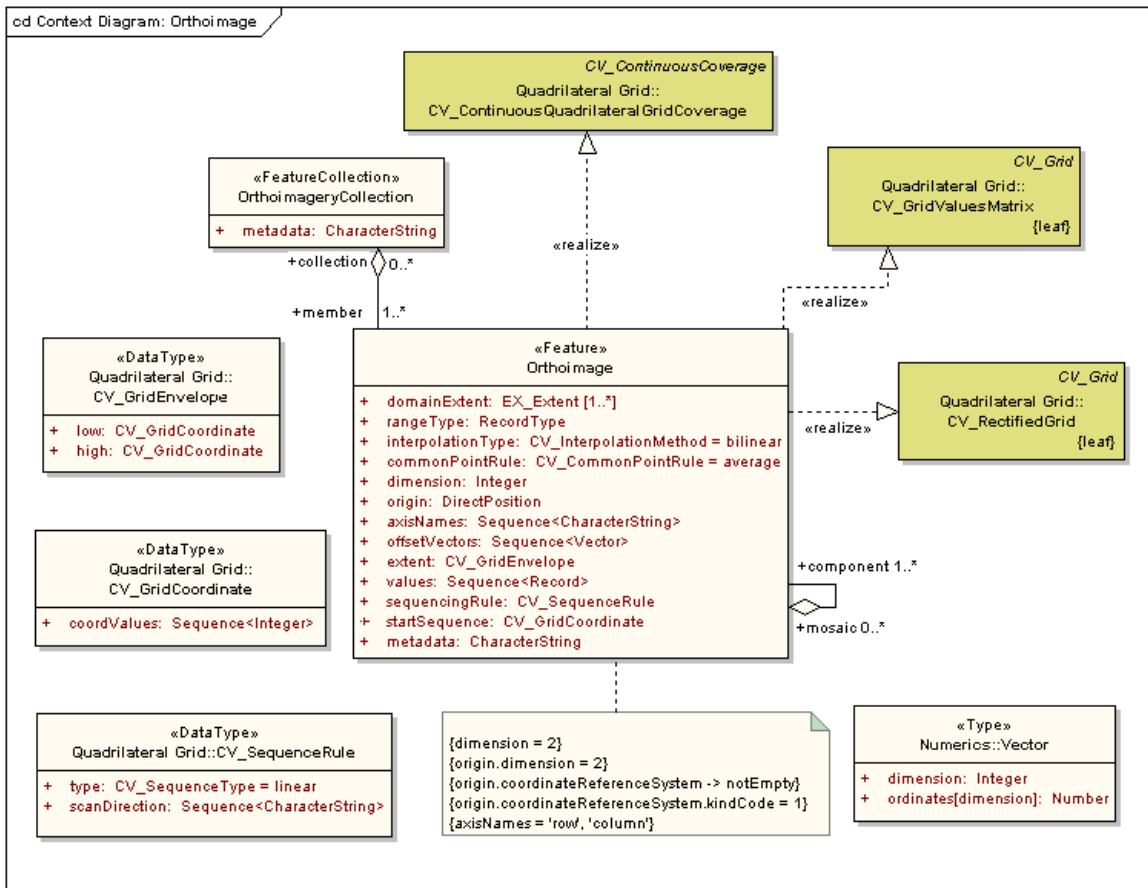 cd Context Diagram: Orthoimage
CV_ContinuousCoverage
Quadrilateral Grid::
CV_ContinuousQuadrilateralGridCoverage
«FeatureCollection»
OrthoimageryCollection
+ metadata: CharacterString
CV_Grid
Quadrilateral Grid::
CV_GridValuesMatrix
{leaf}
+collection
0..*
«realize»
«realize»
+member
1..*
«DataType»
Quadrilateral Grid::
CV_GridEnvelope
+ low: CV_GridCoordinate
+ high: CV_GridCoordinate
«Feature»
Orthoimage
+ domainExtent: EX_Extent [1..*]
+ rangeType: RecordType
+ interpolationType: CV_InterpolationMethod = bilinear
+ commonPointRule: CV_CommonPointRule = average
+ dimension: Integer
+ origin: DirectPosition
+ axisNames: Sequence<CharacterString>
+ offsetVectors: Sequence<Vector>
+ extent: CV_GridEnvelope
+ values: Sequence<Record>
+ sequencingRule: CV_SequenceRule
+ startSequence: CV_GridCoordinate
+ metadata: CharacterString
«realize»
CV_Grid
Quadrilateral Grid::
CV_RectifiedGrid
{leaf}
«DataType»
Quadrilateral Grid::
CV_GridCoordinate
+ coordValues: Sequence<Integer>
+component 1..*
+mosaic 0..*
«DataType»
Quadrilateral Grid::CV_SequenceRule
+ type: CV_SequenceType = linear
+ scanDirection: Sequence<CharacterString>
{dimension = 2}
{origin.dimension = 2}
{origin.coordinateReferenceSystem -> notEmpty}
{origin.coordinateReferenceSystem.kindCode = 1}
{axisNames = 'row', 'column'}
«Type»
Numerics::Vector
+ dimension: Integer
+ ordinates[dimension]: Number